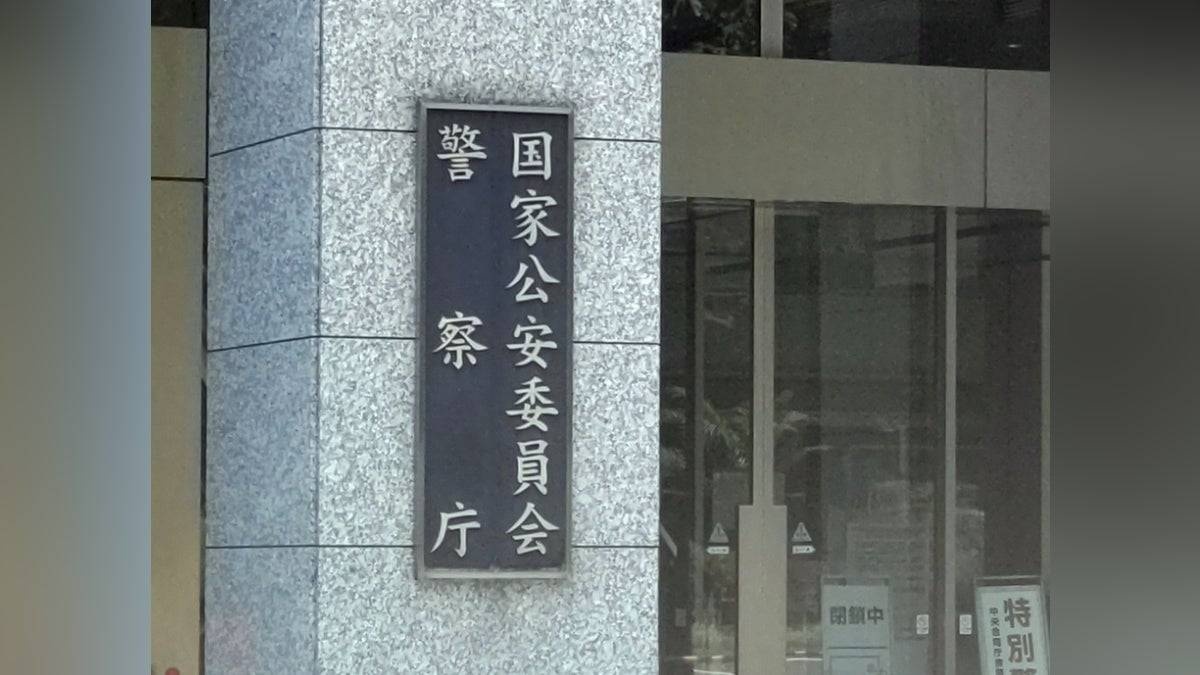 国家公安委員会
警察庁
閉鎖中
特別